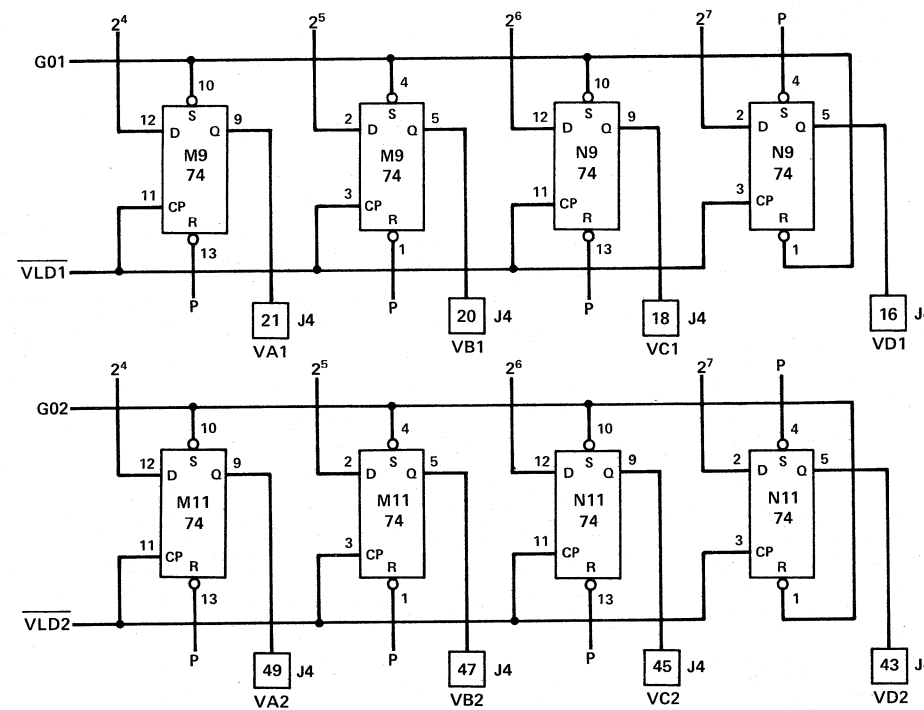 2⁴ 2⁵ 2⁶ 2⁷ P
G01
10 4 10 4
S S S S
12 D Q 9 2 D Q 5 12 D Q 9 2 D Q 5
M9 M9 N9 N9
74 74 74 74
11 CP 3 CP 11 CP 3 CP
R R R R
13 1 13 1
VLD1
P P P
21 J4 20 J4 18 J4 16 J
VA1 VB1 VC1 VD1
2⁴ 2⁵ 2⁶ 2⁷ P
G02
10 4 10 4
S S S S
12 D Q 9 2 D Q 5 12 D Q 9 2 D Q 5
M11 M11 N11 N11
74 74 74 74
11 CP 3 CP 11 CP 3 CP
R R R R
13 1 13 1
VLD2
P P P
49 J4 47 J4 45 J4 43 J
VA2 VB2 VC2 VD2